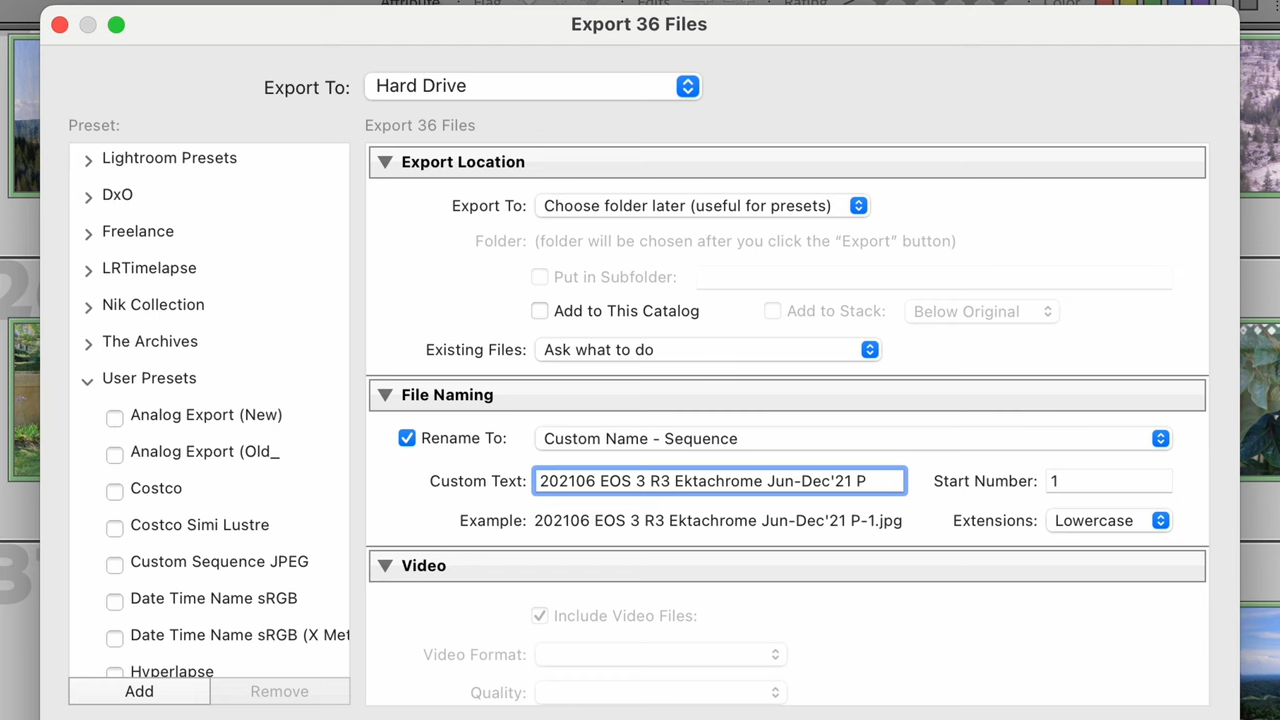 Attribute Flag Edits Rating Color
Export 36 Files
Export To: Hard Drive
Preset:
Export 36 Files
Lightroom Presets
DxO
Freelance
LRTimelapse
Nik Collection
The Archives
User Presets
Analog Export (New)
Analog Export (Old_
Costco
Costco Simi Lustre
Custom Sequence JPEG
Date Time Name sRGB
Date Time Name sRGB (X Met
Hyperlapse
Add Remove
Export Location
Export To: Choose folder later (useful for presets)
Folder: (folder will be chosen after you click the “Export” button)
Put in Subfolder:
Add to This Catalog Add to Stack: Below Original
Existing Files: Ask what to do
File Naming
Rename To: Custom Name - Sequence
Custom Text: 202106 EOS 3 R3 Ektachrome Jun-Dec'21 P Start Number: 1
Example: 202106 EOS 3 R3 Ektachrome Jun-Dec'21 P-1.jpg Extensions: Lowercase
Video
Include Video Files:
Video Format:
Quality: